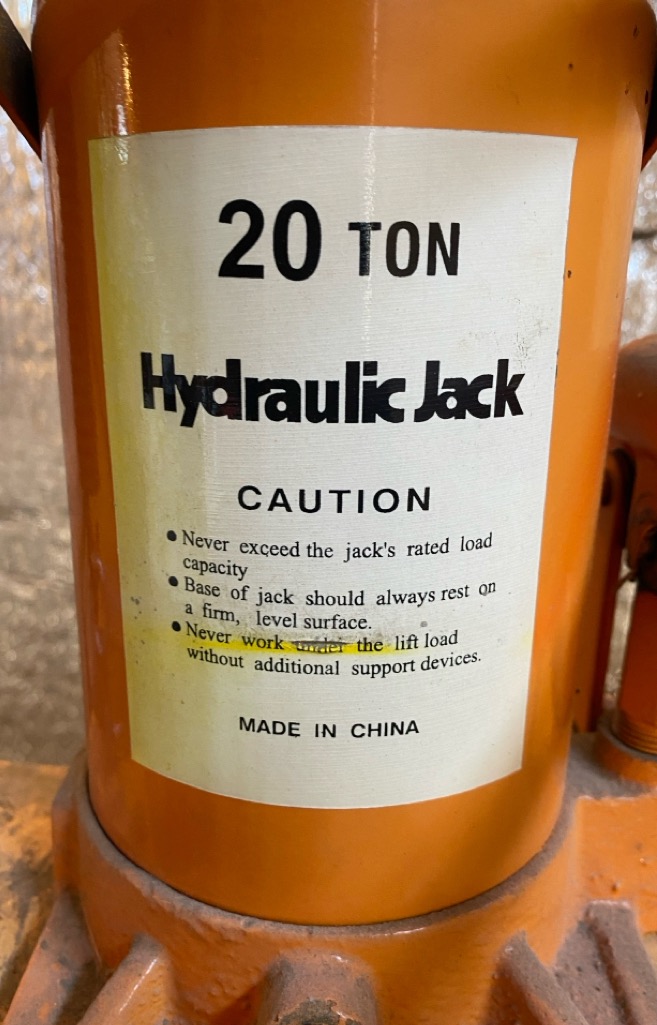 20 TON
Hydraulic Jack
CAUTION
● Never exceed the jack's rated load
capacity
● Base of jack should always rest on
a firm, level surface.
● Never work under the lift load
without additional support devices.
MADE IN CHINA